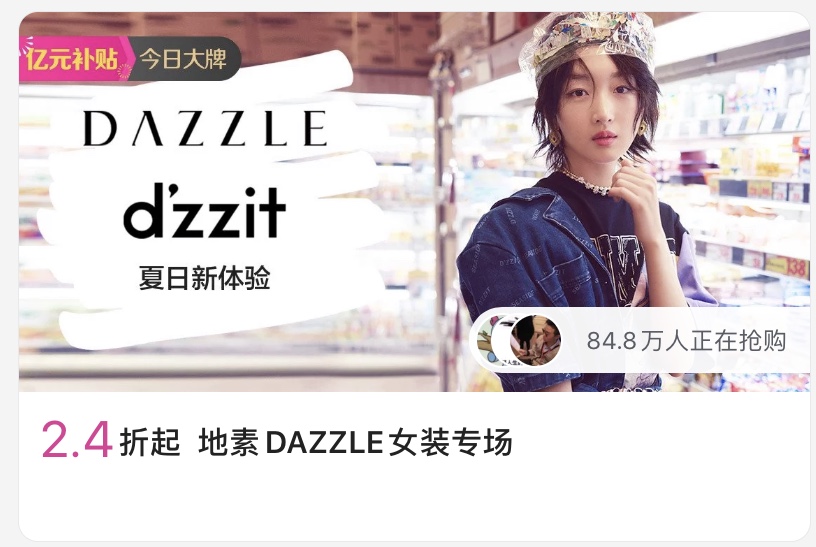 亿元补贴 今日大牌
DAZZLE
d'zzit
夏日新体验
138
84.8万人正在抢购
2.4折起 地素DAZZLE女装专场